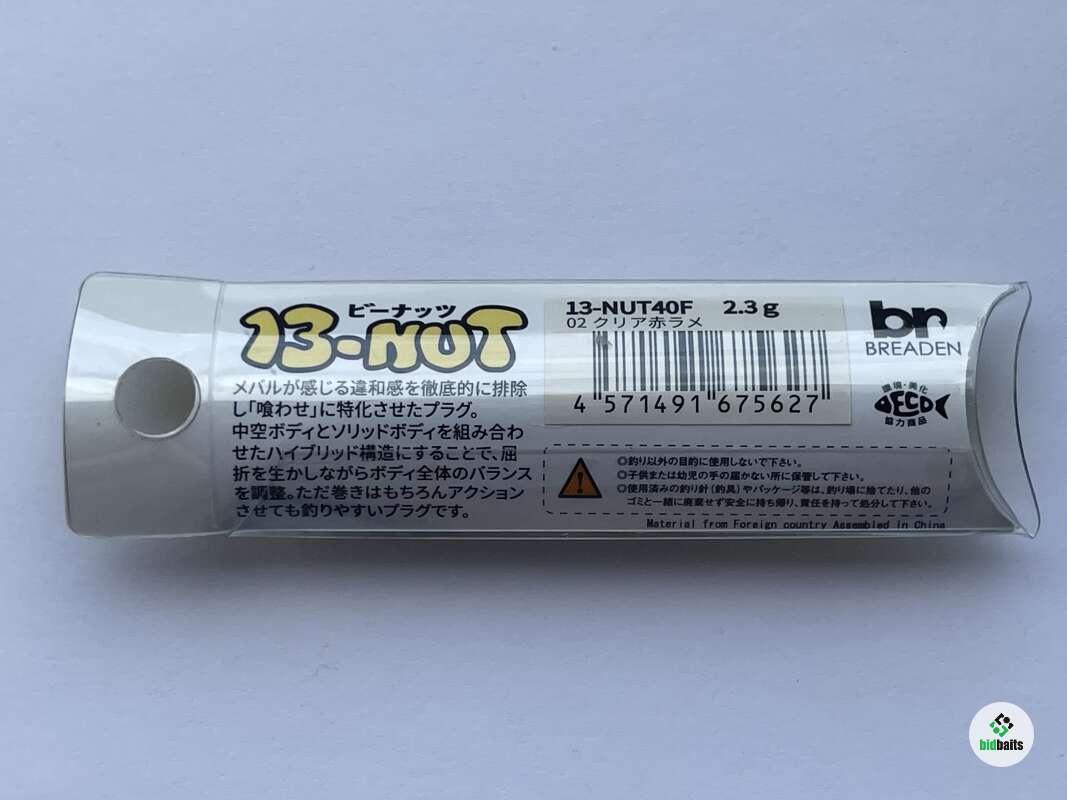 ビーナッツ
13-NUT
メバルが感じる違和感を徹底的に排除
し「喰わせ」に特化させたプラグ。
中空ボディとソリッドボディを組み合わ
せたハイブリッド構造にすることで、屈
折を生かしながらボディ全体のバランス
を調整。ただ巻きはもちろんアクション
させても釣りやすいプラグです。
13-NUT40F 2.3g
02 クリア赤ラメ
4 571491 675627
◎釣り以外の目的に使用しないで下さい。
◎子供または幼児の手の届かない所に保管して下さい。
◎使用済みの釣り針(釣具)やパッケージ等は、釣り場に捨てたり、他の
ゴミと一緒に廃棄せず安全に持ち帰り、責任を持って処分して下さい。
Material from Foreign country Assembled in China
br
BREADEN
環境・美化
ECO
協力商品
bidbaits